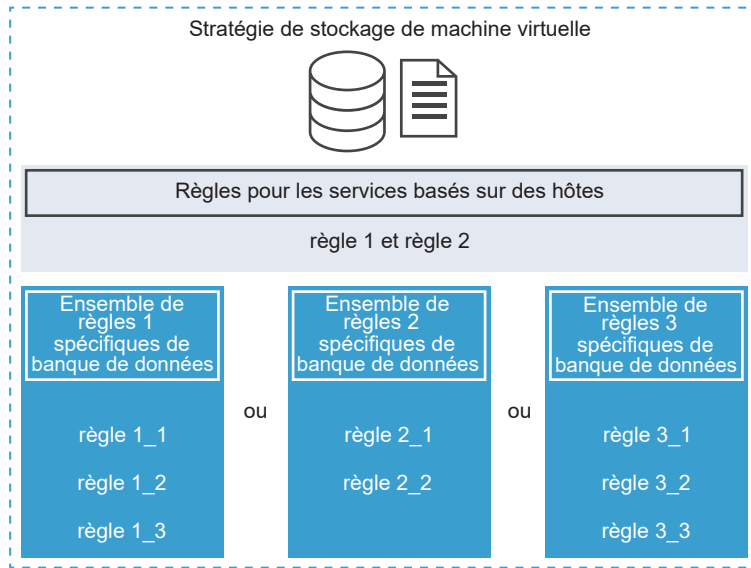 Stratégie de stockage de machine virtuelle
Règles pour les services basés sur des hôtes
règle 1 et règle 2
Ensemble de
règles 1
spécifiques de
banque de données
règle 1_1
règle 1_2
règle 1_3
ou
Ensemble de
règles 2
spécifiques de
banque de données
règle 2_1
règle 2_2
ou
Ensemble de
règles 3
spécifiques de
banque de données
règle 3_1
règle 3_2
règle 3_3